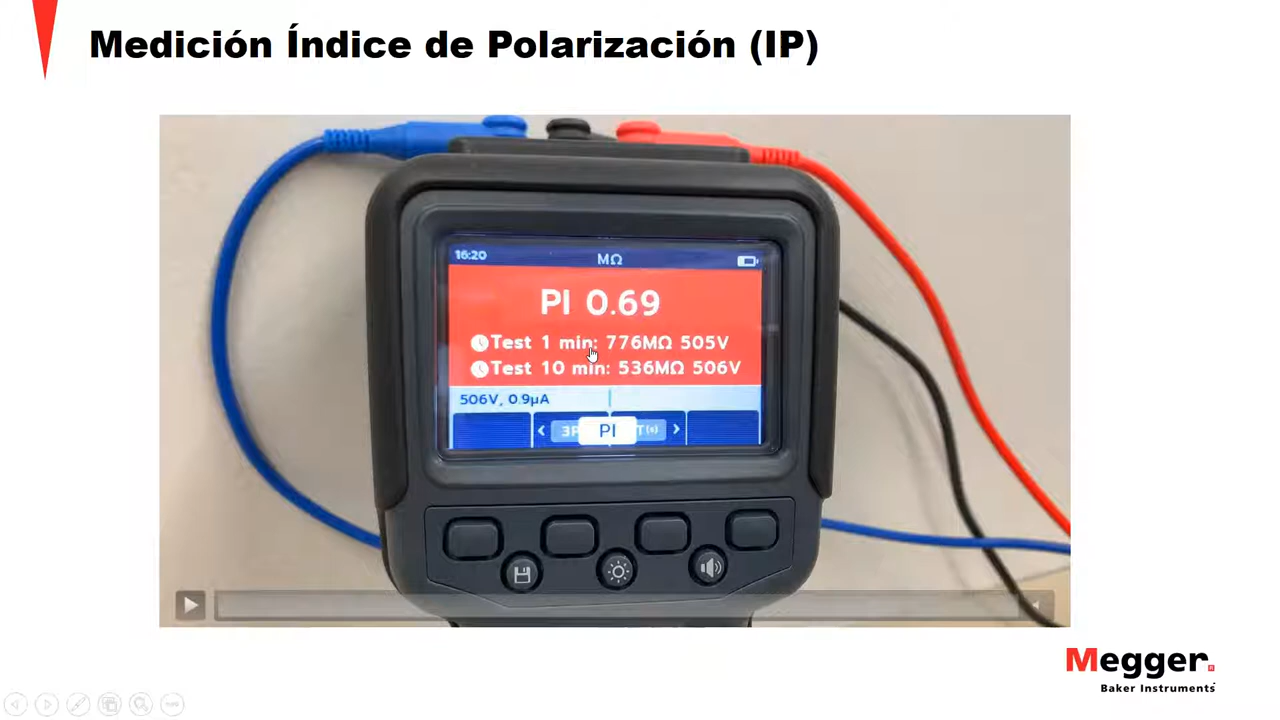 Medición Índice de Polarización (IP)
16:20
MΩ
PI 0.69
Test 1 min: 776MΩ 505V
Test 10 min: 536MΩ 506V
506V, 0.9µA
< 3P PI T(s) >
Megger.
Baker Instruments